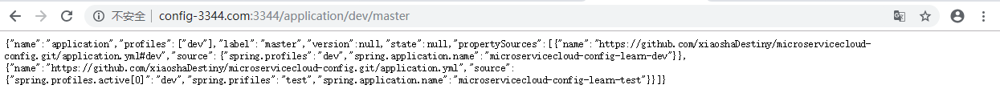 不安全 config-3344.com:3344/application/dev/master
{"name":"application","profiles":["dev"],"label":"master","version":null,"state":null,"propertySources":[{"name":"https://github.com/xiaoshaDestiny/microservicecloud-
config.git/application.yml#dev","source":{"spring.profiles":"dev","spring.application.name":"microservicecloud-config-learn-dev"}},
{"name":"https://github.com/xiaoshaDestiny/microservicecloud-config.git/application.yml","source":
{"spring.profiles.active[0]":"dev","spring.prifiles":"test","spring.application.name":"microservicecloud-config-learn-test"}}]}